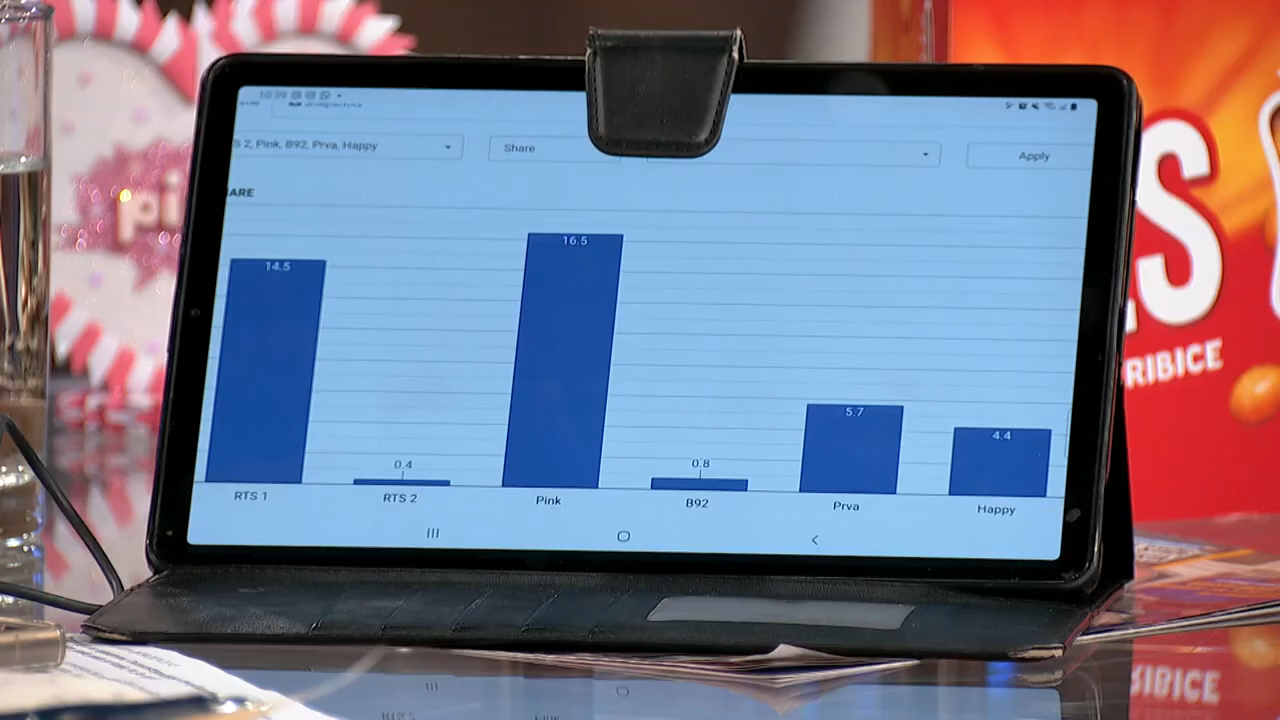 S 2, Pink, B92, Prva, Happy
Share
Apply
ARE
14.5
0.4
16.5
0.8
5.7
4.4
RTS 1
RTS 2
Pink
B92
Prva
Happy
pi
S
RIBICE